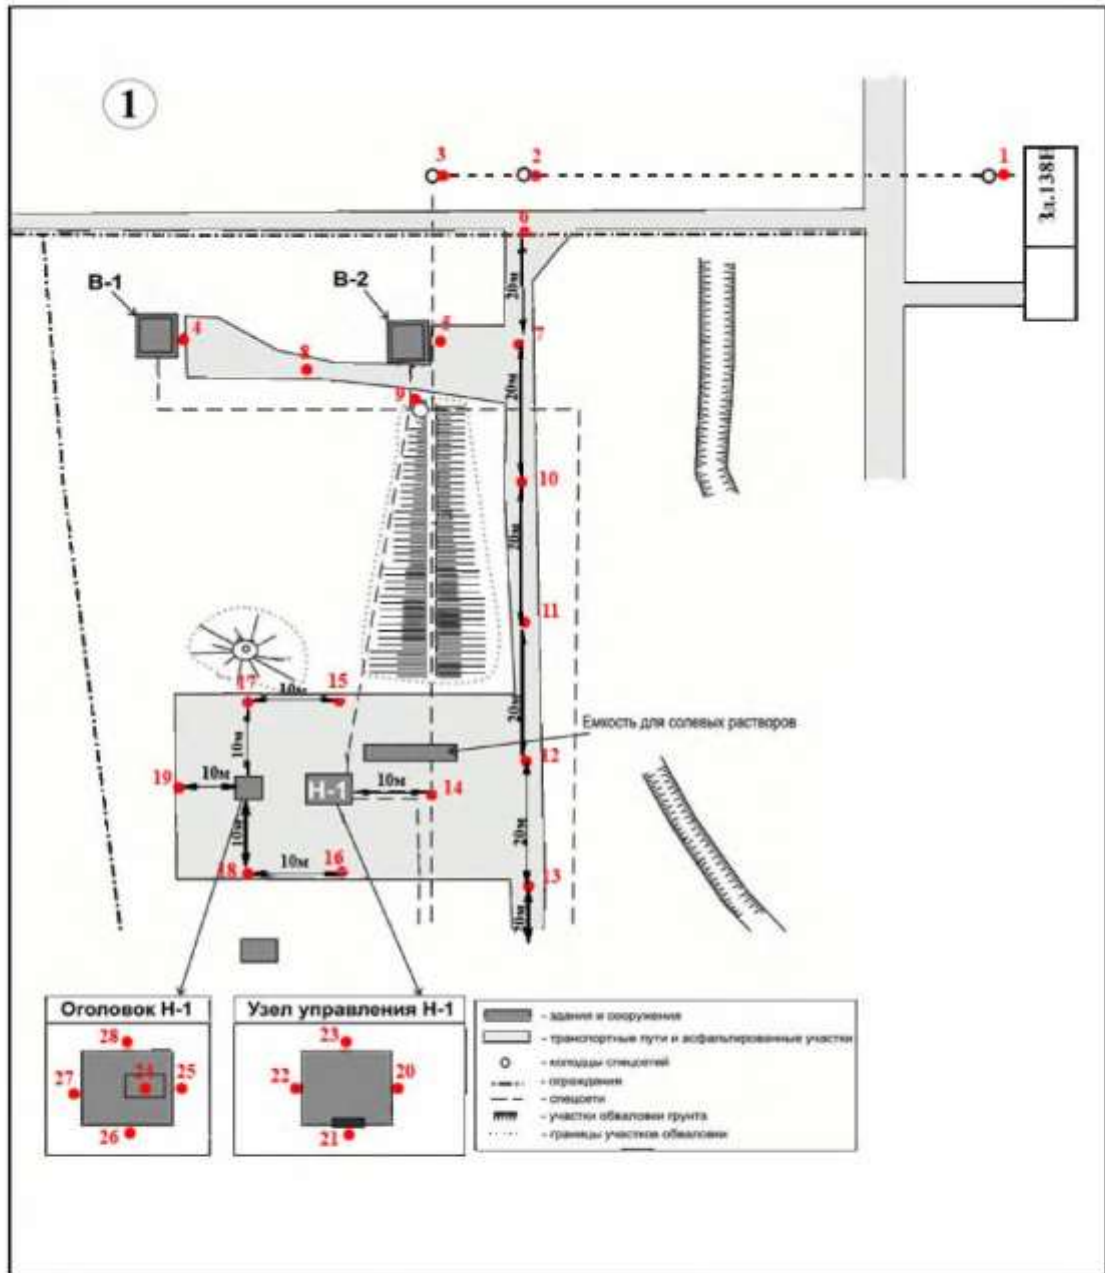 1
3
2
1
Зд.138Н
6
20м
В-1
В-2
4
5
7
8
20м
9
10
20м
11
17
10м
15
20м
Емкость для солевых растворов
12
10м
19
10м
Н-1
10м
14
10м
20м
18
10м
16
13
20м
Оголовок Н-1
28
27
24
25
26
Узел управления Н-1
23
22
20
21
- здания и сооружения
- транспортные пути и асфальтированные участки
- колодцы спецсетей
- ограждания
- спецсети
- участки обваловки грунта
- границы участков обваловки